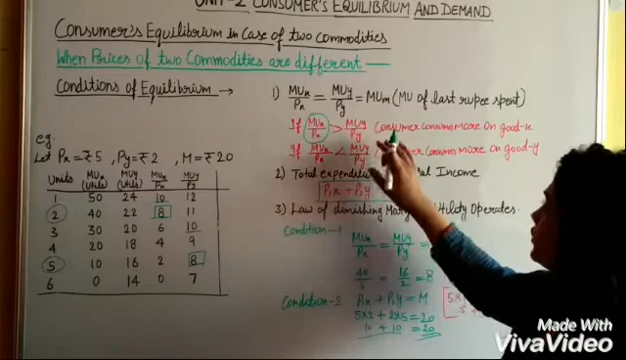 UNIT-2 CONSUMER'S EQUILIBRIUM AND DEMAND
Consumer's Equilibrium in Case of two Commodities
When Prices of two Commodities are different
Conditions of Equilibrium →
1) MUx/Px = MUy/Py = MUm (MU of last rupee spent)
If MUx/Px > MUy/Py Consumer consumes more on good-x
If MUx/Px < MUy/Py consumes more on good-y
2) Total expenditure Income
P1x + P2y
3) Law of diminishing Utility Operates.
eg.
Let Px = ₹5, Py = ₹2, M = ₹20
Units MUx (Utils) MUy (Utils) MUx/Px MUy/Py
1 50 24 10 12
2 40 22 8 11
3 30 20 6 10
4 20 18 4 9
5 10 16 2 8
6 0 14 0 7
Condition-1
MUx/Px = MUy/Py =
40/5 = 16/2 = 8
Condition-2 Px x + Py y = M
5×2 + 2×5 = 20
10 + 10 = 20
Made With
VivaVideo